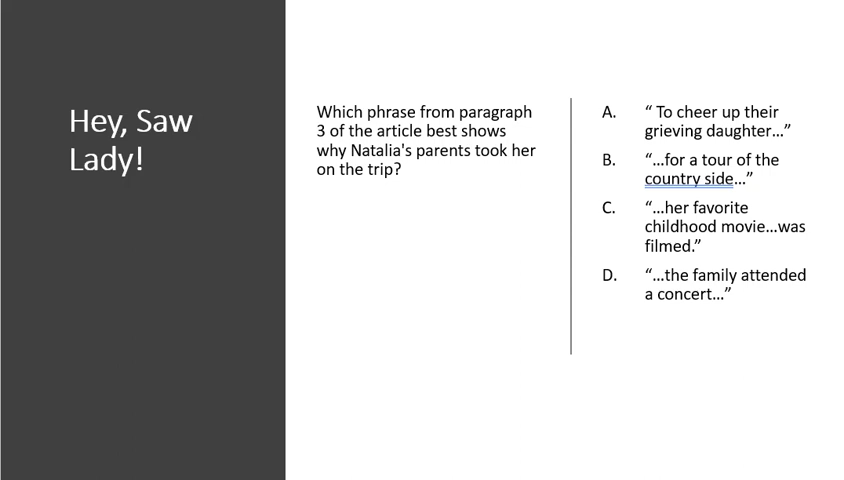 Hey, Saw
Lady!
Which phrase from paragraph
3 of the article best shows
why Natalia's parents took her
on the trip?
A. “ To cheer up their
grieving daughter…”
B. “…for a tour of the
country side…”
C. “…her favorite
childhood movie…was
filmed.”
D. “…the family attended
a concert…”